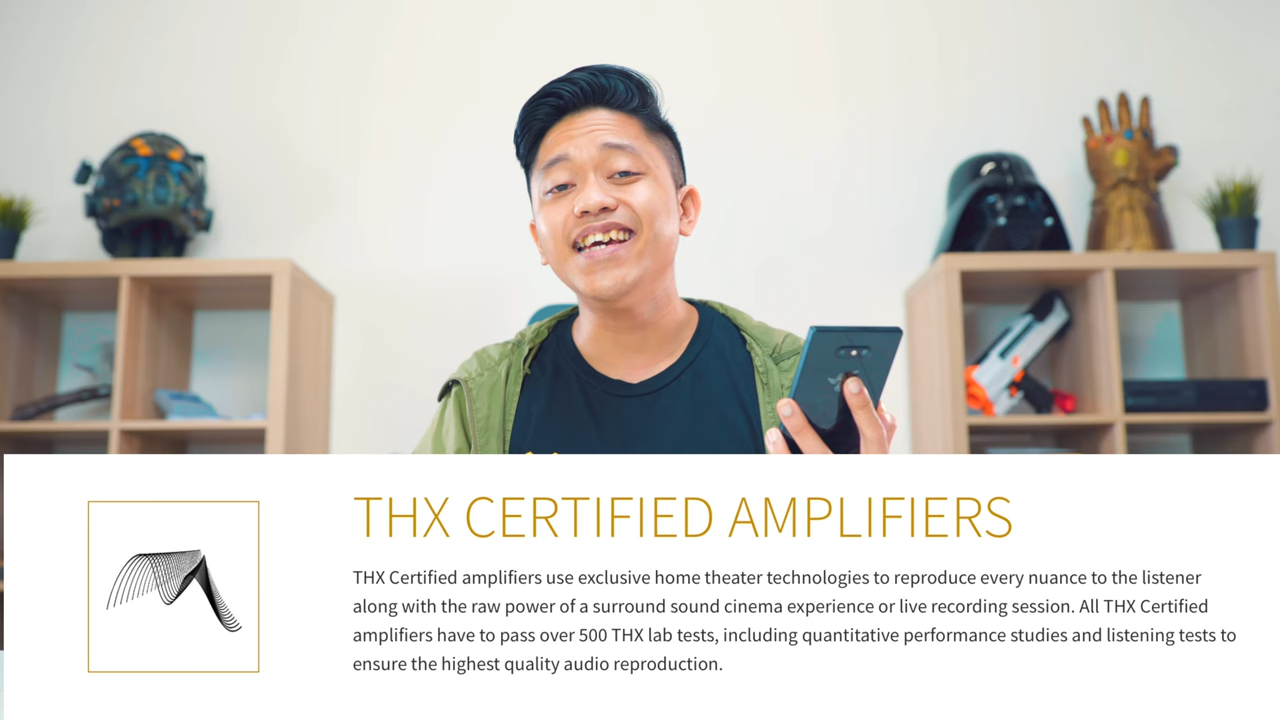 THX CERTIFIED AMPLIFIERS
THX Certified amplifiers use exclusive home theater technologies to reproduce every nuance to the listener
along with the raw power of a surround sound cinema experience or live recording session. All THX Certified
amplifiers have to pass over 500 THX lab tests, including quantitative performance studies and listening tests to
ensure the highest quality audio reproduction.